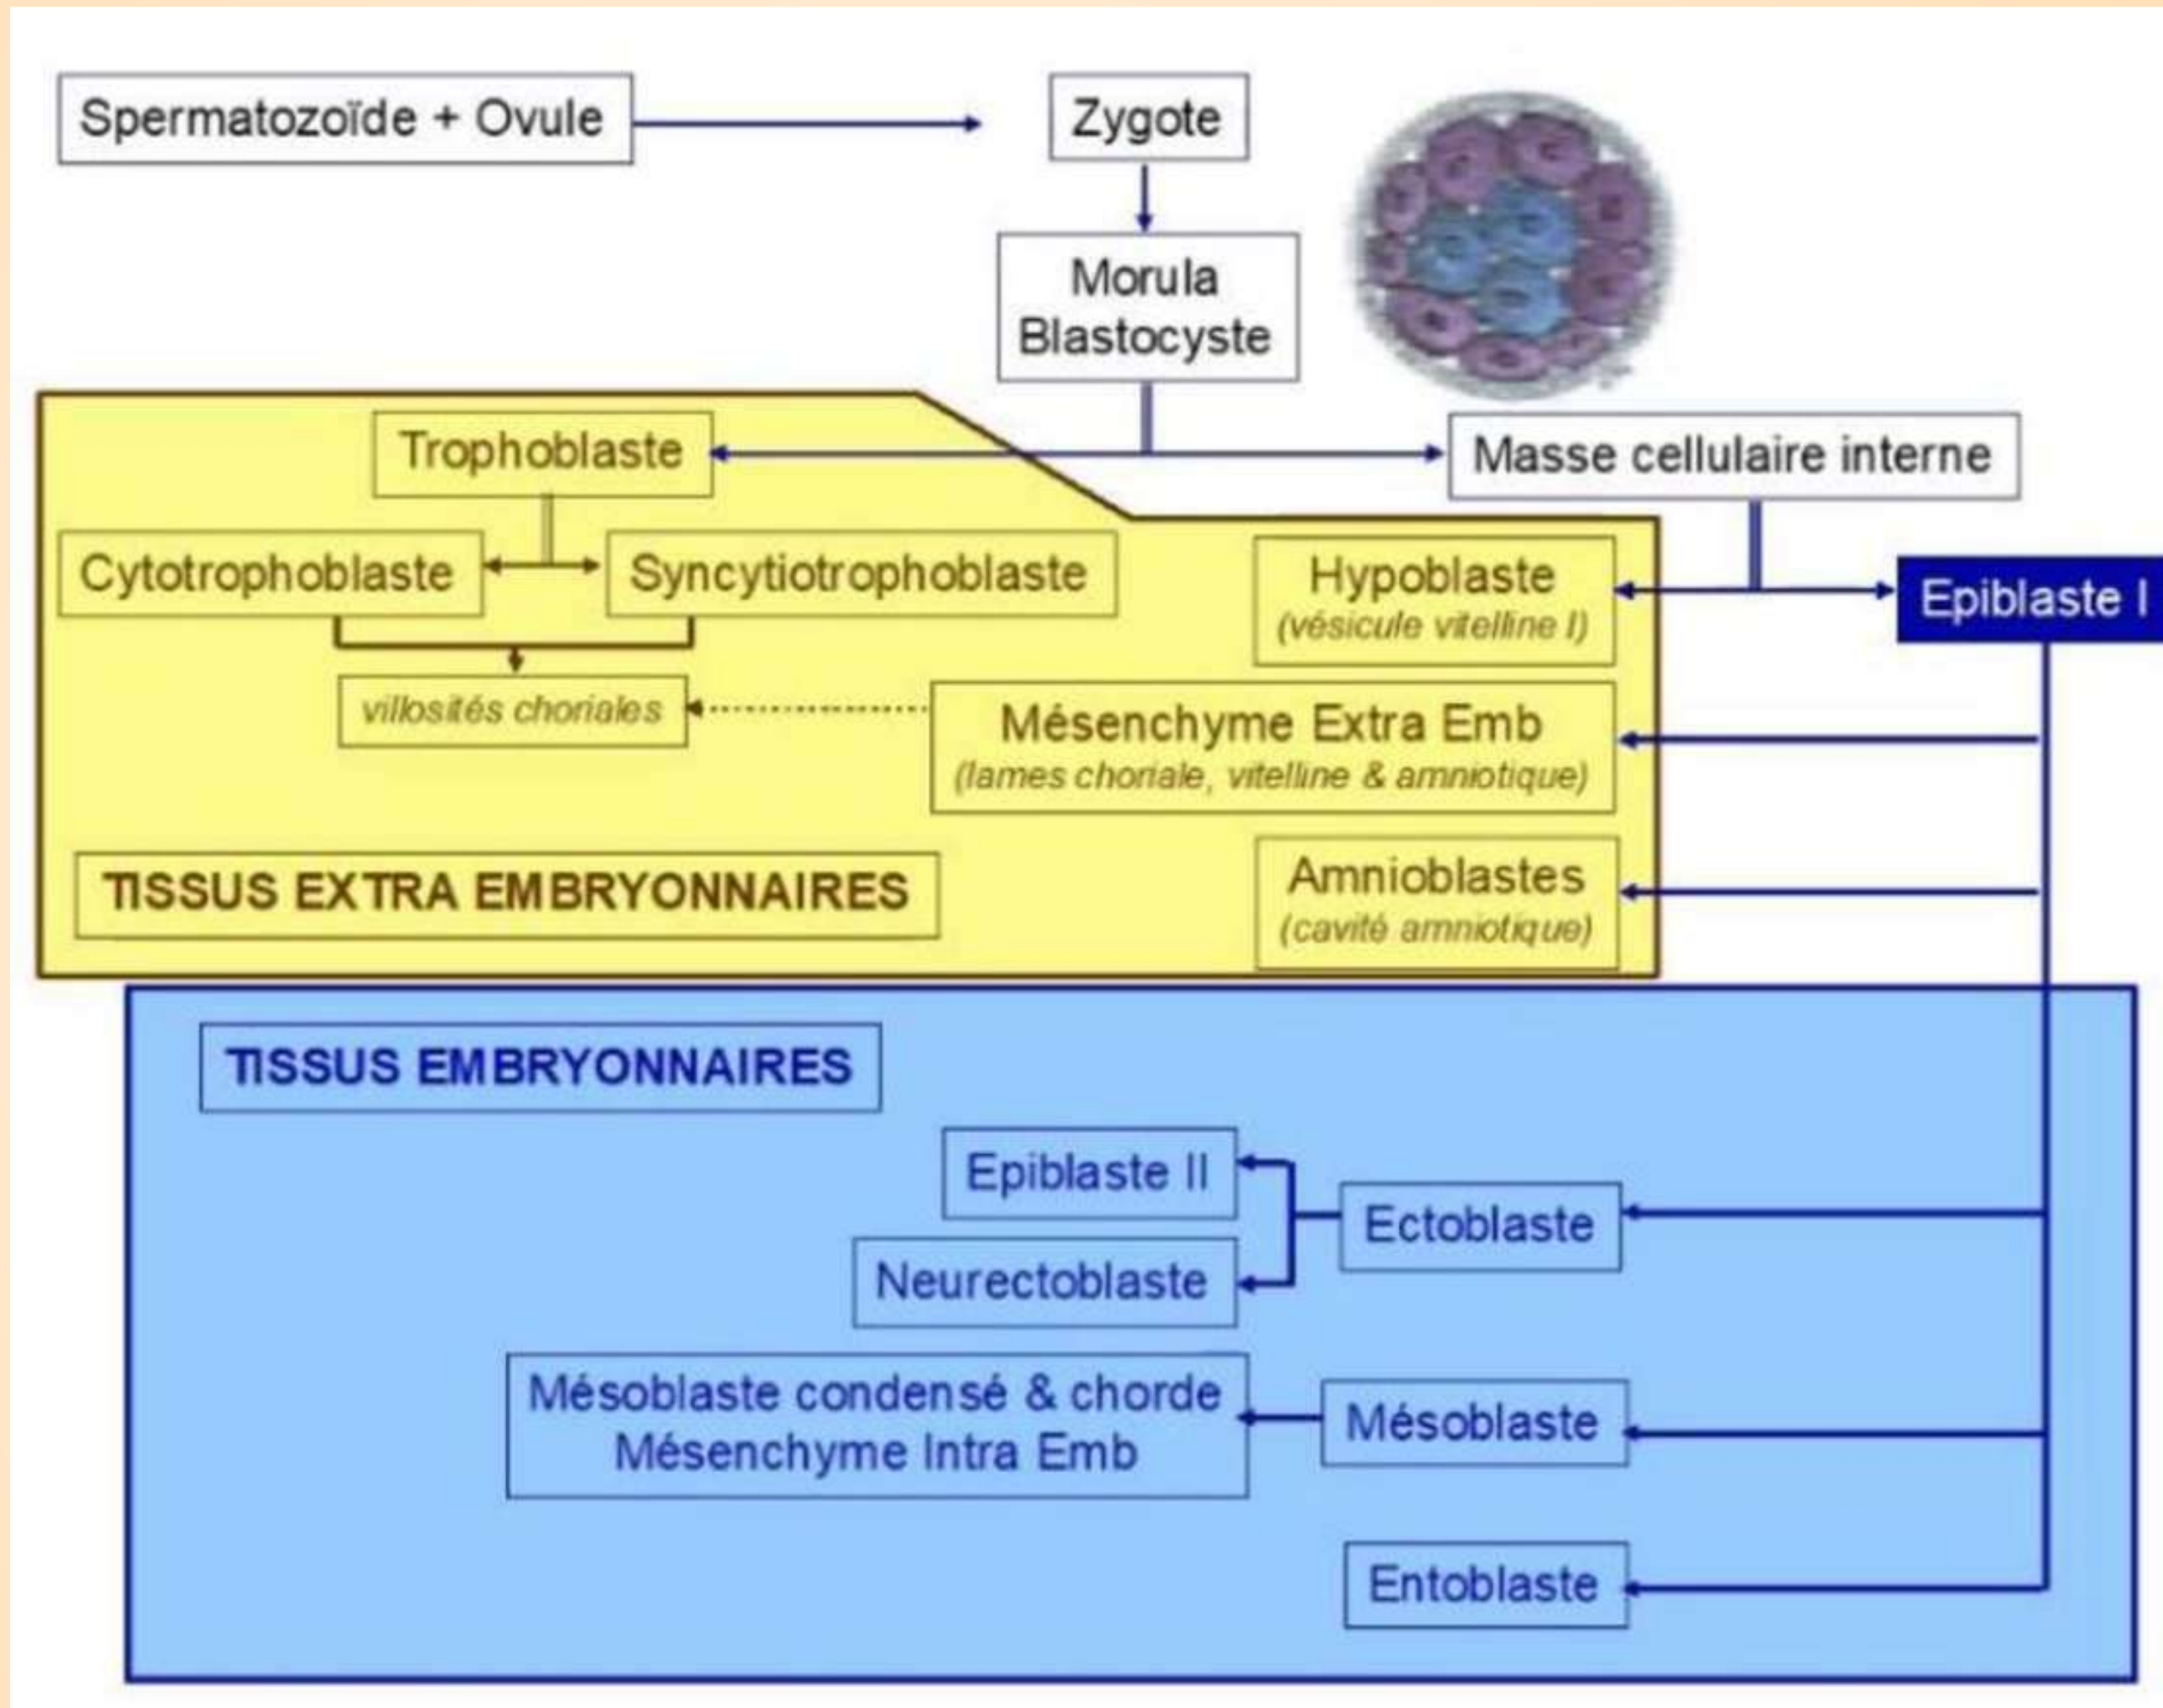 Spermatozoïde + Ovule
Zygote
Morula
Blastocyste
Trophoblaste
Masse cellulaire interne
Cytotrophoblaste
Syncytiotrophoblaste
Hypoblaste
(vésicule vitelline I)
Epiblaste I
villosités choriales
Mésenchyme Extra Emb
(lames choriale, vitelline & amniotique)
TISSUS EXTRA EMBRYONNAIRES
Amnioblastes
(cavité amniotique)
TISSUS EMBRYONNAIRES
Epiblaste II
Ectoblaste
Neurectoblaste
Mésoblaste condensé & chorde
Mésenchyme Intra Emb
Mésoblaste
Entoblaste